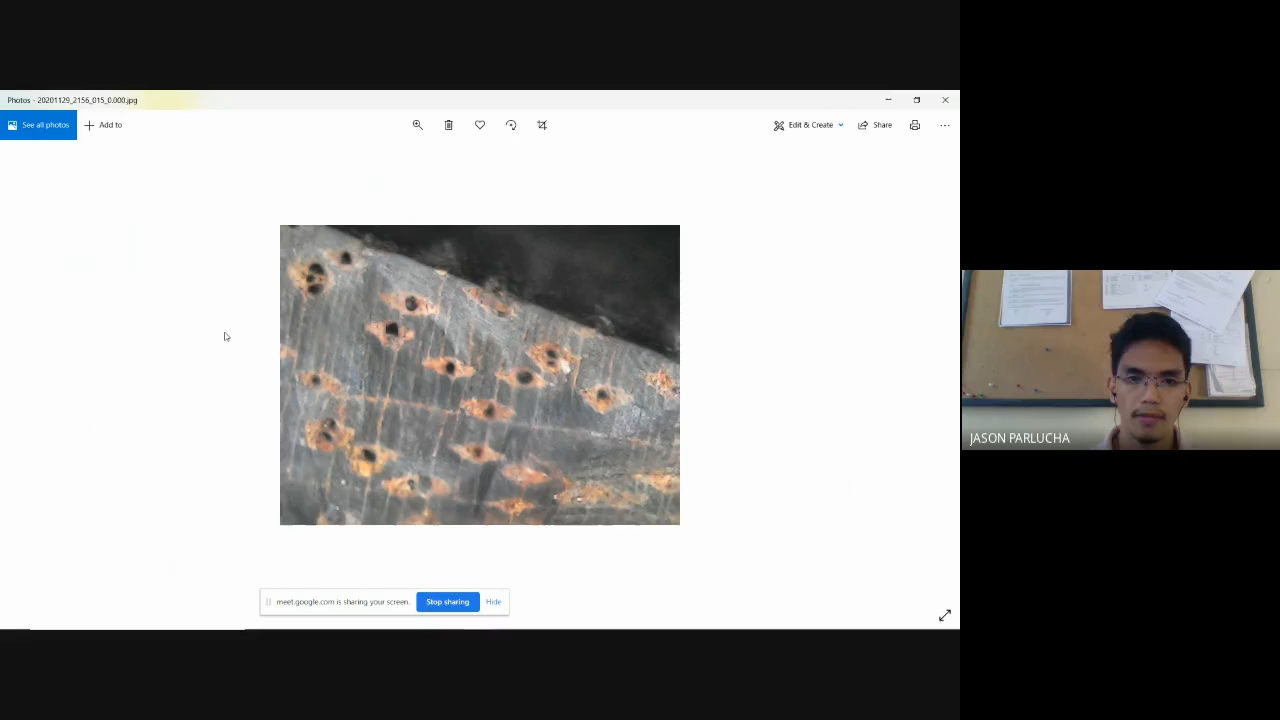 Photos - 20201129_2156_015_0.000.jpg
See all photos
Add to
Edit & Create
Share
meet.google.com is sharing your screen.
Stop sharing
Hide
JASON PARLUCHA